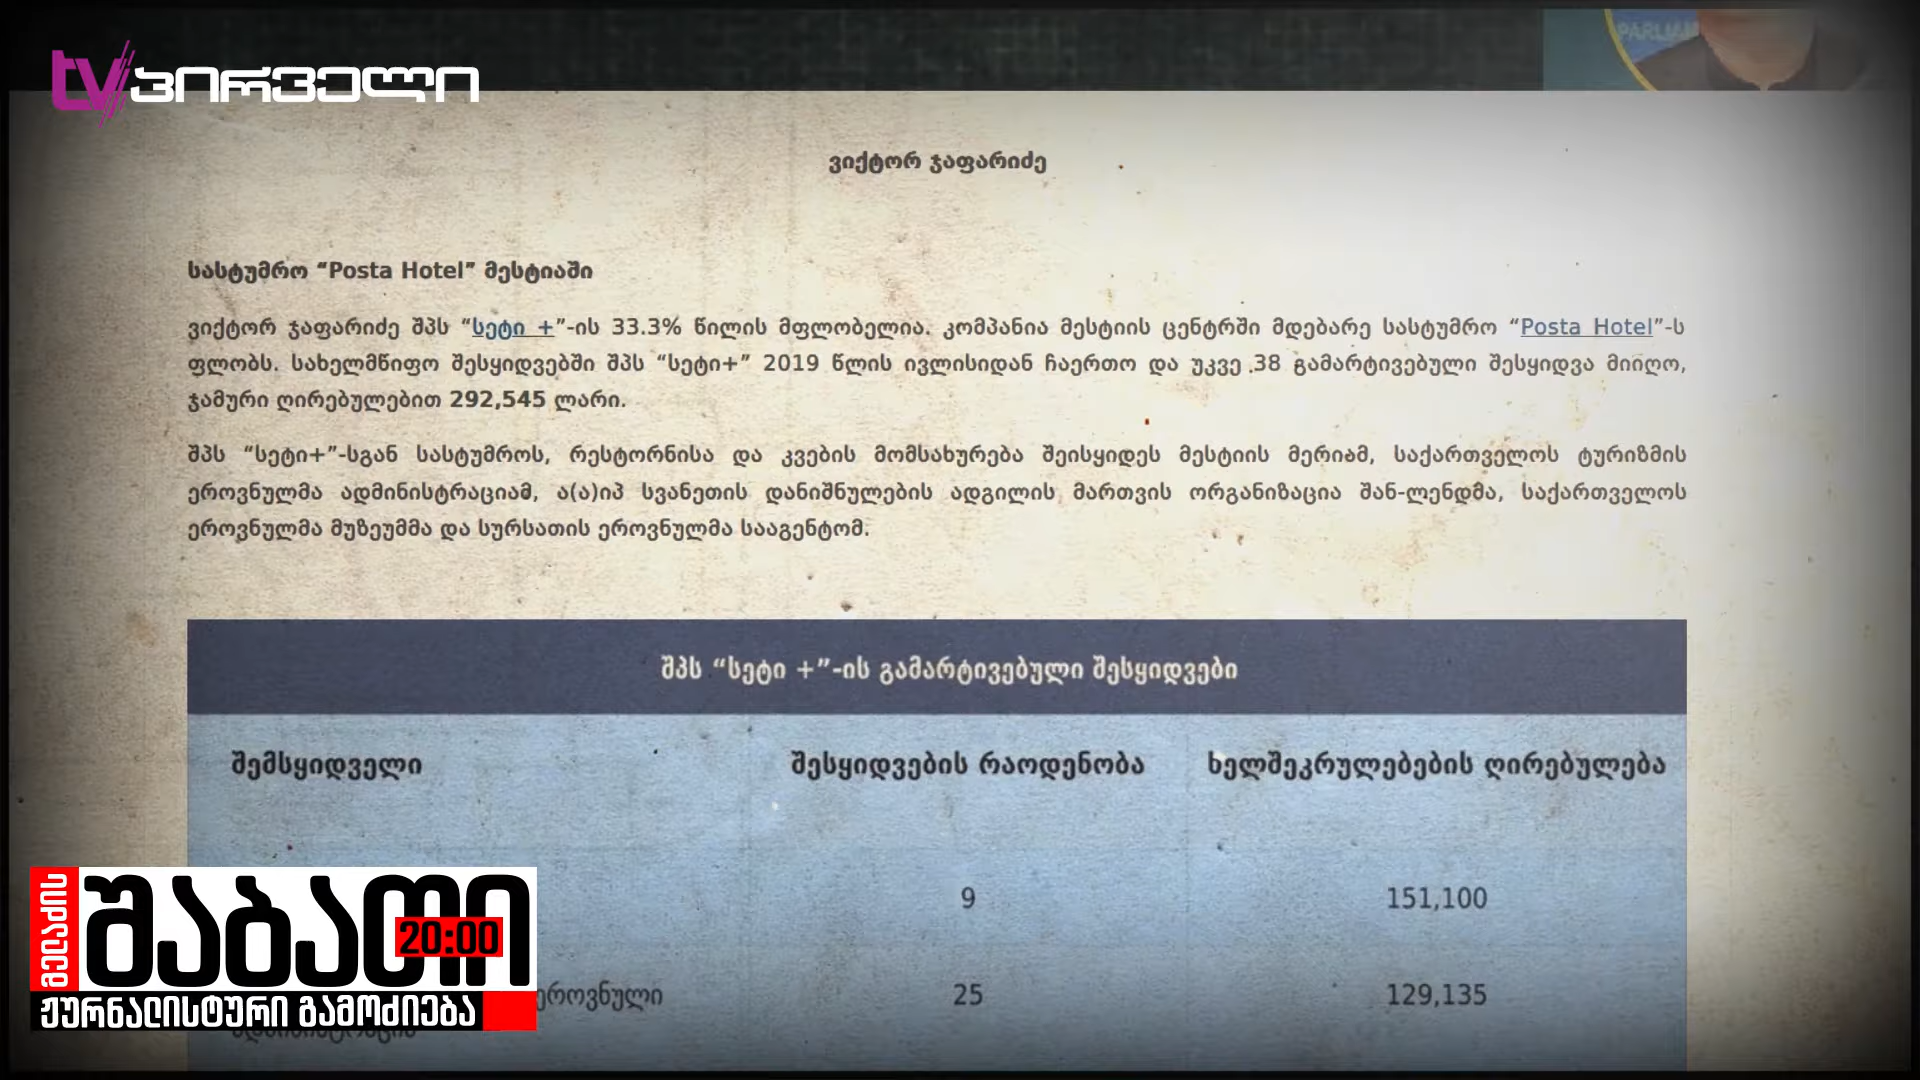 tv პირველი
PARLIAM
ვიქტორ ჯაფარიძე
სასტუმრო “Posta Hotel” მესტიაში
ვიქტორ ჯაფარიძე შპს “სეტი +”-ის 33.3% წილის მფლობელია. კომპანია მესტიის ცენტრში მდებარე სასტუმრო “Posta Hotel”-ს
ფლობს. სახელმწიფო შესყიდვებში შპს “სეტი+” 2019 წლის ივლისიდან ჩაერთო და უკვე 38 გამარტივებული შესყიდვა მიიღო,
ჯამური ღირებულებით 292,545 ლარი.
შპს “სეტი+”-სგან სასტუმროს, რესტორნისა და კვების მომსახურება შეისყიდეს მესტიის მერიამ, საქართველოს ტურიზმის
ეროვნულმა ადმინისტრაციამ, ა(ა)იპ სვანეთის დანიშნულების ადგილის მართვის ორგანიზაცია შან-ლენდმა, საქართველოს
ეროვნულმა მუზეუმმა და სურსათის ეროვნულმა სააგენტომ.
შპს “სეტი +”-ის გამარტივებული შესყიდვები
შემსყიდველი შესყიდვების რაოდენობა ხელშეკრულებების ღირებულება
9 151,100
ეროვნული 25 129,135
მელაძის
შაბათი
20:00
ჟურნალისტური გამოძიება